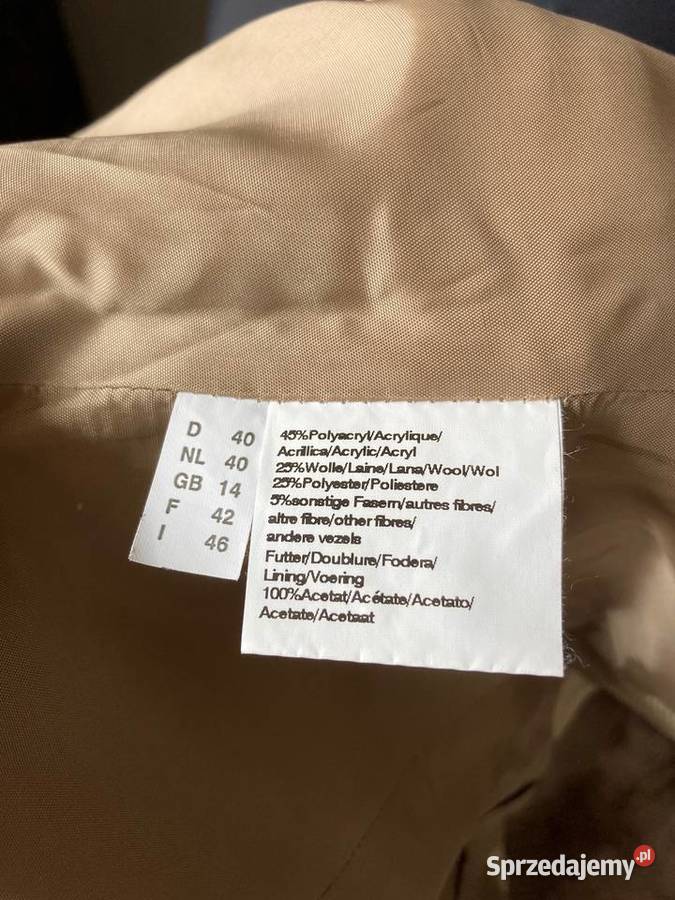 D 40
NL 40
GB 14
F 42
I 46
45%Polyacryl/Acrylique/
Acrillica/Acrylic/Acryl
25%Wolle/Laine/Lana/Wool/Wol
25%Polyester/Poliestere
5%sonstige Fasern/autres fibres/
altre fibre/other fibres/
andere vezels
Futter/Doublure/Fodera/
Lining/Voering
100%Acetat/Acétate/Acetato/
Acetate/Acetaat
Sprzedajemy.pl